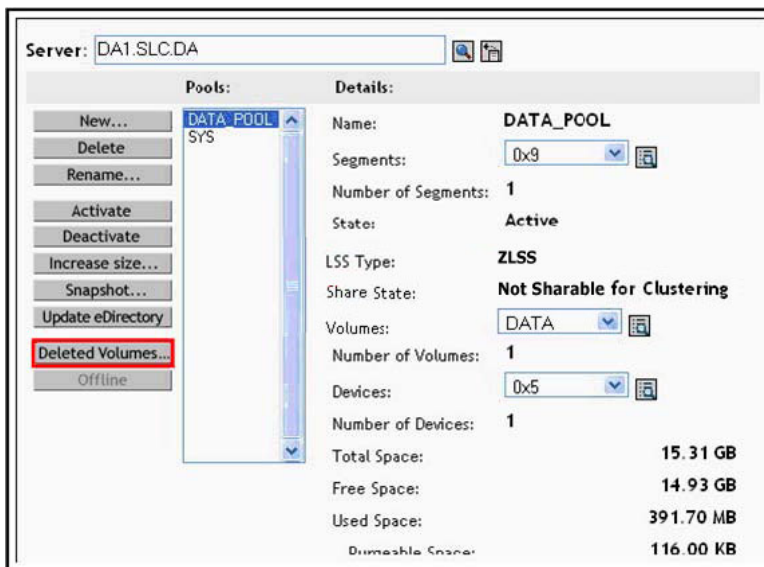 Server: DA1.SLC.DA
Pools: Details:
New...
Delete
Rename...
Activate
Deactivate
Increase size...
Snapshot...
Update eDirectory
Deleted Volumes...
Offline
DATA_POOL
SYS
Name: DATA_POOL
Segments: 0x9
Number of Segments: 1
State: Active
LSS Type: ZLSS
Share State: Not Sharable for Clustering
Volumes: DATA
Number of Volumes: 1
Devices: 0x5
Number of Devices: 1
Total Space: 15.31 GB
Free Space: 14.93 GB
Used Space: 391.70 MB
Purgeable Space: 116.00 KB